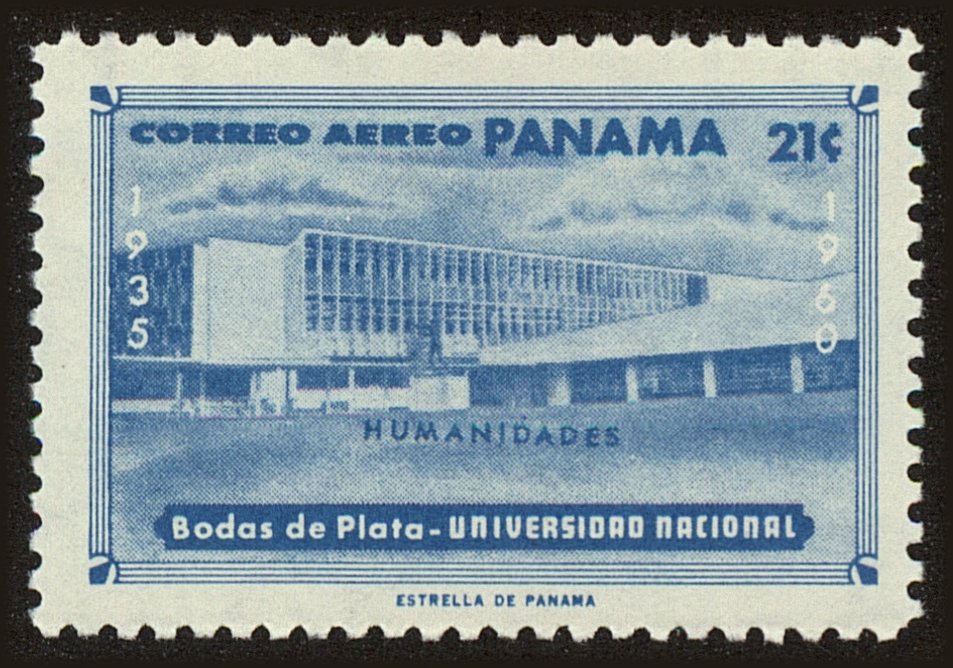 CORREO AEREO PANAMA 21¢
1935
1960
HUMANIDADES
Bodas de Plata - UNIVERSIDAD NACIONAL
ESTRELLA DE PANAMA